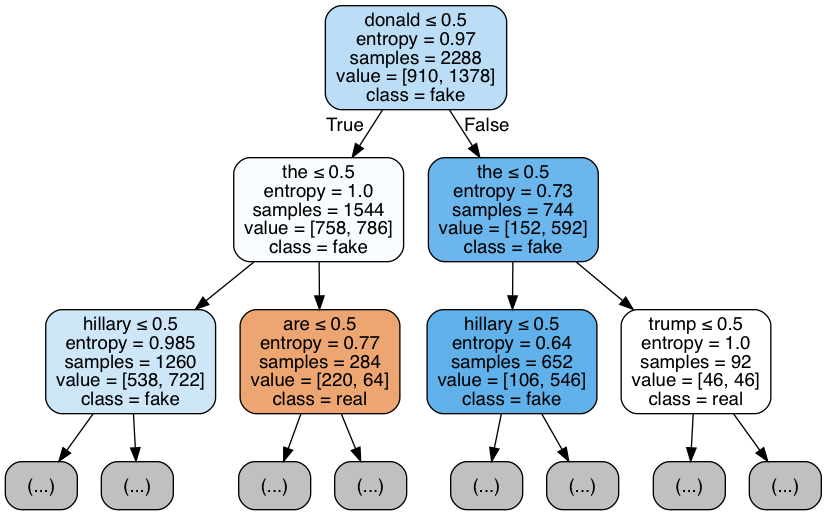 donald ≤ 0.5
entropy = 0.97
samples = 2288
value = [910, 1378]
class = fake
True
False
the ≤ 0.5
entropy = 1.0
samples = 1544
value = [758, 786]
class = fake
the ≤ 0.5
entropy = 0.73
samples = 744
value = [152, 592]
class = fake
hillary ≤ 0.5
entropy = 0.985
samples = 1260
value = [538, 722]
class = fake
are ≤ 0.5
entropy = 0.77
samples = 284
value = [220, 64]
class = real
hillary ≤ 0.5
entropy = 0.64
samples = 652
value = [106, 546]
class = fake
trump ≤ 0.5
entropy = 1.0
samples = 92
value = [46, 46]
class = real
(...)
(...)
(...)
(...)
(...)
(...)
(...)
(...)